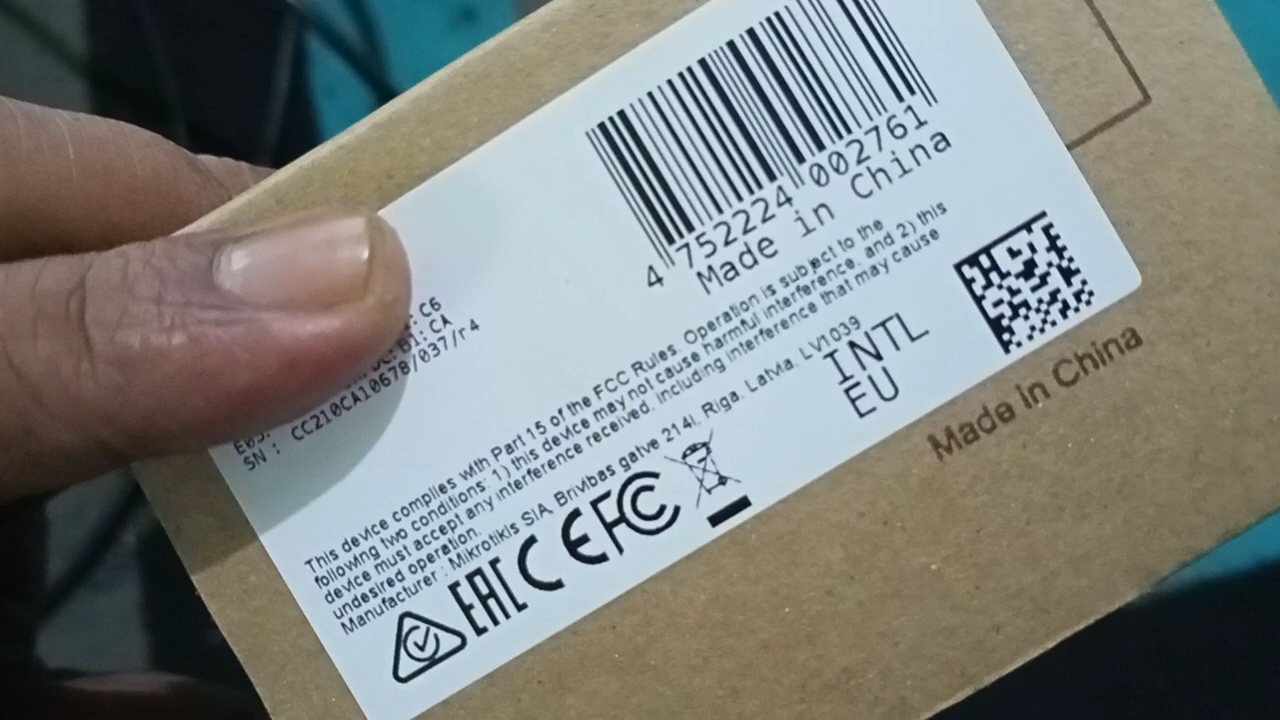 4 752224 002761
Made in China
: C6
B1: CA
SN : CC210CA10678/037/r4
This device complies with Part 15 of the FCC Rules. Operation is subject to the
following two conditions: 1) this device may not cause harmful interference, and 2) this
device must accept any interference received, including interference that may cause
undesired operation.
Manufacturer: Mikrotikls SIA, Brivibas gatve 214i, Riga, Latvia, LV1039
INTL
EU
EAC CE FC
Made in China